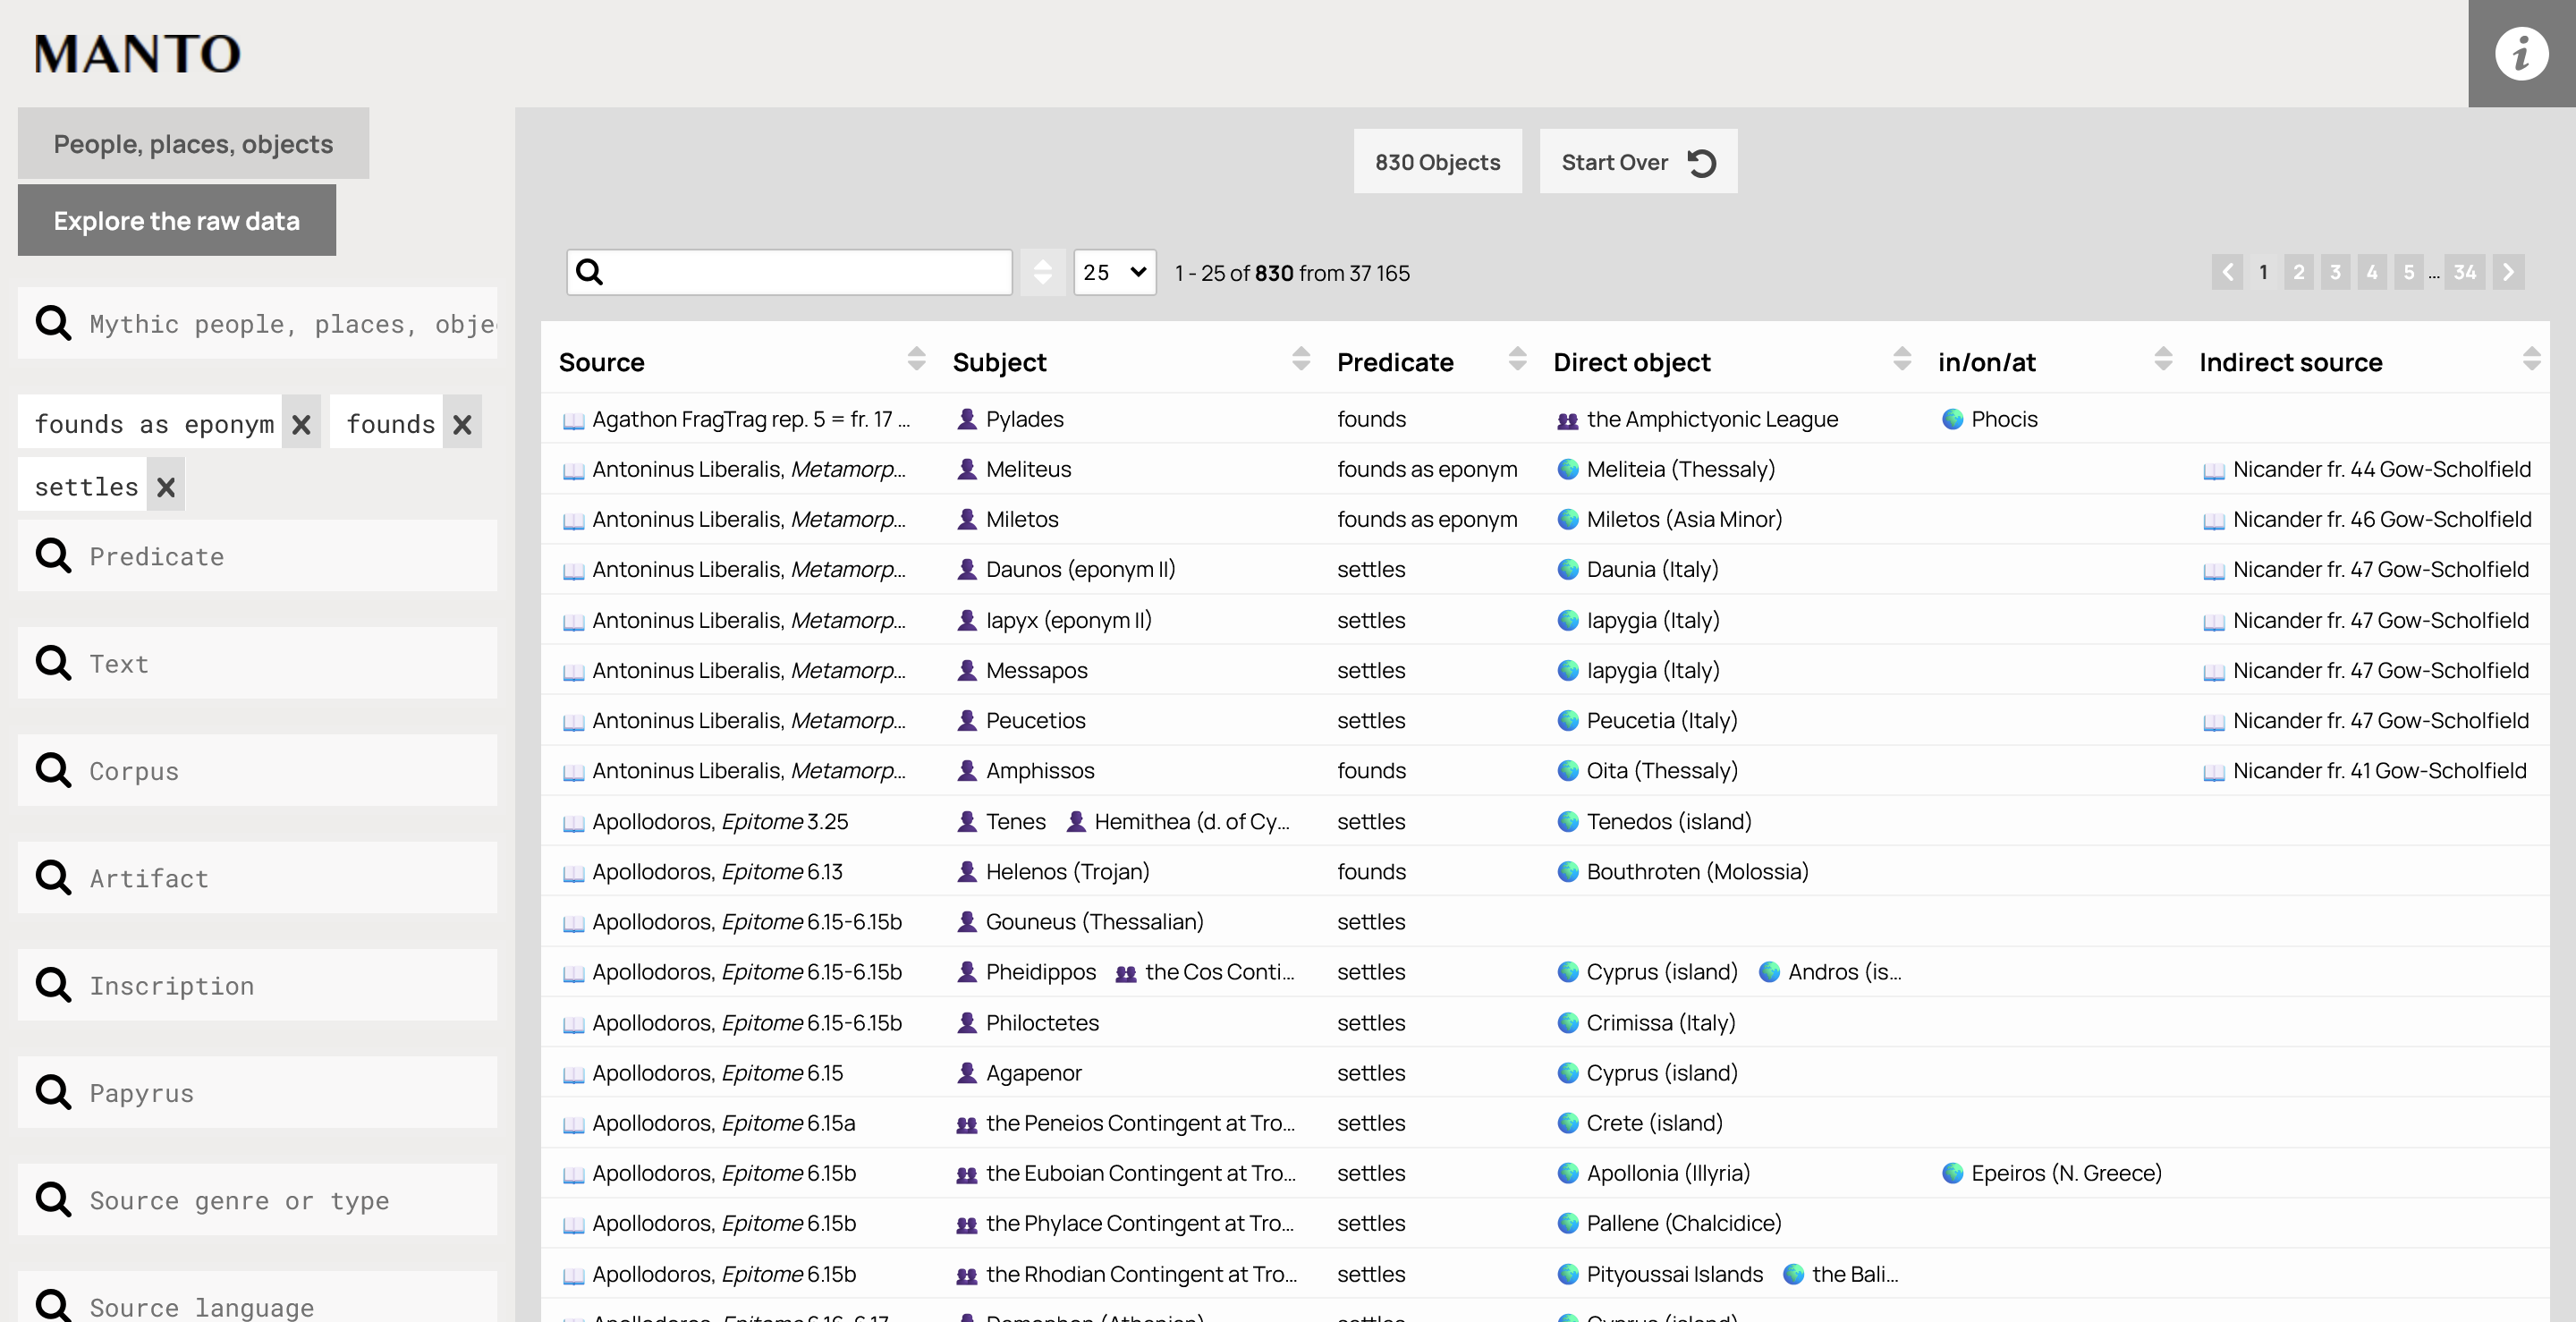 MANTO
People, places, objects
Explore the raw data
Mythic people, places, obje
founds as eponym X founds X
settles X
Predicate
Text
Corpus
Artifact
Inscription
Papyrus
Source genre or type
Source language
830 Objects Start Over
25 1 - 25 of 830 from 37 165 1 2 3 4 5 ... 34
Source Subject Predicate Direct object in/on/at Indirect source
Agathon FragTrag rep. 5 = fr. 17 ... Pylades founds the Amphictyonic League Phocis
Antoninus Liberalis, Metamorp... Meliteus founds as eponym Meliteia (Thessaly) Nicander fr. 44 Gow-Scholfield
Antoninus Liberalis, Metamorp... Miletos founds as eponym Miletos (Asia Minor) Nicander fr. 46 Gow-Scholfield
Antoninus Liberalis, Metamorp... Daunos (eponym II) settles Daunia (Italy) Nicander fr. 47 Gow-Scholfield
Antoninus Liberalis, Metamorp... Iapyx (eponym II) settles Iapygia (Italy) Nicander fr. 47 Gow-Scholfield
Antoninus Liberalis, Metamorp... Messapos settles Iapygia (Italy) Nicander fr. 47 Gow-Scholfield
Antoninus Liberalis, Metamorp... Peucetios settles Peucetia (Italy) Nicander fr. 47 Gow-Scholfield
Antoninus Liberalis, Metamorp... Amphissos founds Oita (Thessaly) Nicander fr. 41 Gow-Scholfield
Apollodoros, Epitome 3.25 Tenes Hemithea (d. of Cy... settles Tenedos (island)
Apollodoros, Epitome 6.13 Helenos (Trojan) founds Bouthroten (Molossia)
Apollodoros, Epitome 6.15-6.15b Gouneus (Thessalian) settles
Apollodoros, Epitome 6.15-6.15b Pheidippos the Cos Conti... settles Cyprus (island) Andros (is...
Apollodoros, Epitome 6.15-6.15b Philoctetes settles Crimissa (Italy)
Apollodoros, Epitome 6.15 Agapenor settles Cyprus (island)
Apollodoros, Epitome 6.15a the Peneios Contingent at Tro... settles Crete (island)
Apollodoros, Epitome 6.15b the Euboian Contingent at Tro... settles Apollonia (Illyria) Epeiros (N. Greece)
Apollodoros, Epitome 6.15b the Phylace Contingent at Tro... settles Pallene (Chalcidice)
Apollodoros, Epitome 6.15b the Rhodian Contingent at Tro... settles Pityoussai Islands the Bali...
Apollodoros, Epitome 6.16-6.17 Demophon (Athenian) settles Cyprus (island)